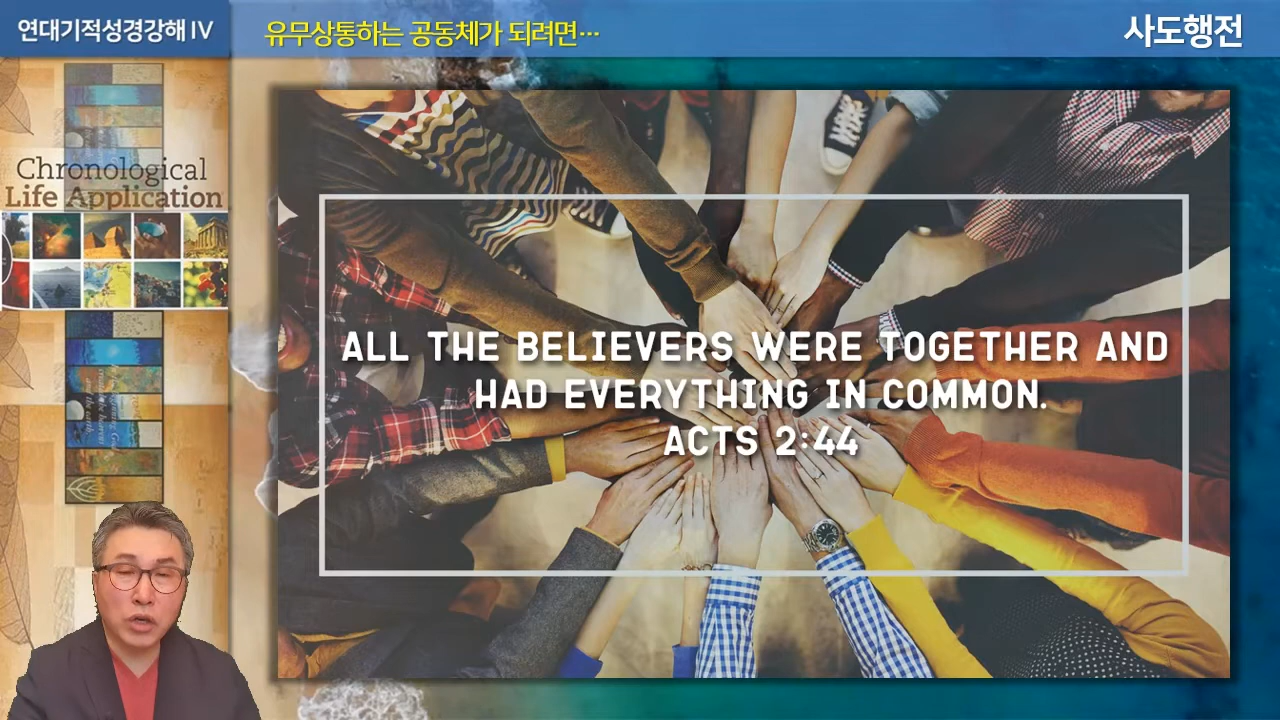 연대기적성경강해 IV
유무상통하는 공동체가 되려면…
사도행전
Chronological
Life Application
ALL THE BELIEVERS WERE TOGETHER AND
HAD EVERYTHING IN COMMON.
ACTS 2:44